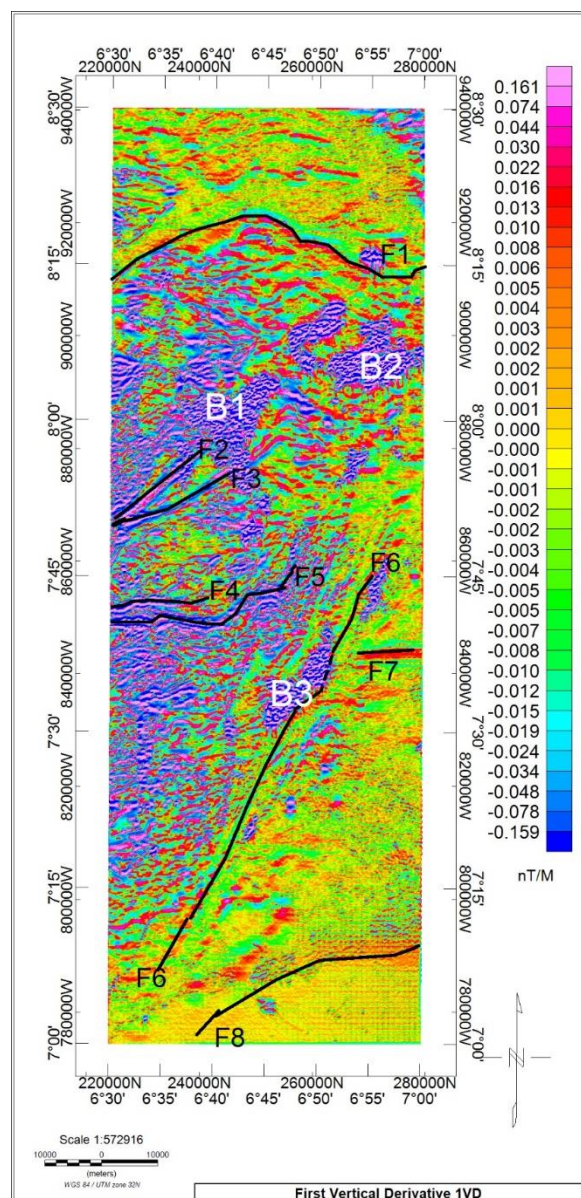 6°30' 6°35' 6°40' 6°45' 6°50' 6°55' 7°00'
220000N 240000N 260000N 280000N
8°30'
940000W
920000W
8°15'
900000W
8°00'
880000W
7°45'
860000W
840000W
7°30'
820000W
7°15'
800000W
780000W
7°00'
940000W
8°30'
920000W
8°15'
900000W
8°00'
880000W
860000W
7°45'
840000W
7°30'
820000W
7°15'
800000W
780000W
7°00'
F1
B2
B1
F2
F3
F6
F5
F4
F7
B3
F6
F8
0.161
0.074
0.044
0.030
0.022
0.016
0.013
0.010
0.008
0.006
0.005
0.004
0.003
0.002
0.002
0.001
0.001
-0.000
-0.000
-0.001
-0.001
-0.002
-0.003
-0.004
-0.005
-0.005
-0.007
-0.008
-0.010
-0.012
-0.015
-0.019
-0.024
-0.034
-0.048
-0.078
-0.159
nT/M
220000N 240000N 260000N 280000N
6°30' 6°35' 6°40' 6°45' 6°50' 6°55' 7°00'
N
Scale 1:572916
10000 0 10000
(meters)
WGS 84 / UTM zone 32N
First Vertical Derivative 1VD